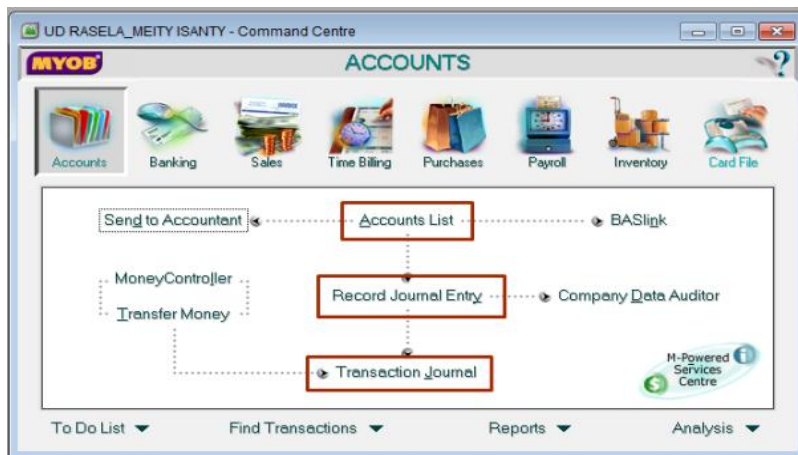 UD RASELA_MEITY ISANTY - Command Centre
MYOB
ACCOUNTS
Accounts Banking Sales Time Billing Purchases Payroll Inventory Card File
Send to Accountant Accounts List BASlink
MoneyController
Record Journal Entry Company Data Auditor
Transfer Money
Transaction Journal
M-Powered
Services
Centre
To Do List Find Transactions Reports Analysis